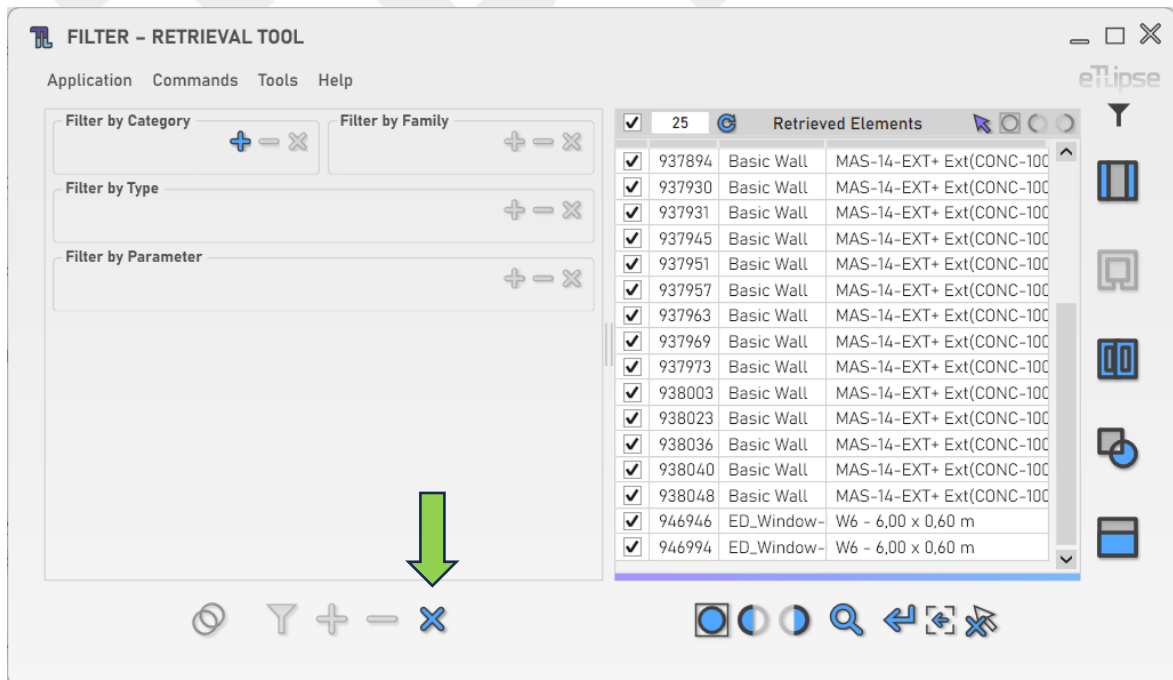 FILTER – RETRIEVAL TOOL
Application Commands Tools Help
eTLipse
Filter by Category
Filter by Family
Filter by Type
Filter by Parameter
25 Retrieved Elements
937894 Basic Wall MAS-14-EXT+ Ext(CONC-100
937930 Basic Wall MAS-14-EXT+ Ext(CONC-100
937931 Basic Wall MAS-14-EXT+ Ext(CONC-100
937945 Basic Wall MAS-14-EXT+ Ext(CONC-100
937951 Basic Wall MAS-14-EXT+ Ext(CONC-100
937957 Basic Wall MAS-14-EXT+ Ext(CONC-100
937963 Basic Wall MAS-14-EXT+ Ext(CONC-100
937969 Basic Wall MAS-14-EXT+ Ext(CONC-100
937973 Basic Wall MAS-14-EXT+ Ext(CONC-100
938003 Basic Wall MAS-14-EXT+ Ext(CONC-100
938023 Basic Wall MAS-14-EXT+ Ext(CONC-100
938036 Basic Wall MAS-14-EXT+ Ext(CONC-100
938040 Basic Wall MAS-14-EXT+ Ext(CONC-100
938048 Basic Wall MAS-14-EXT+ Ext(CONC-100
946946 ED_Window- W6 - 6,00 x 0,60 m
946994 ED_Window- W6 - 6,00 x 0,60 m